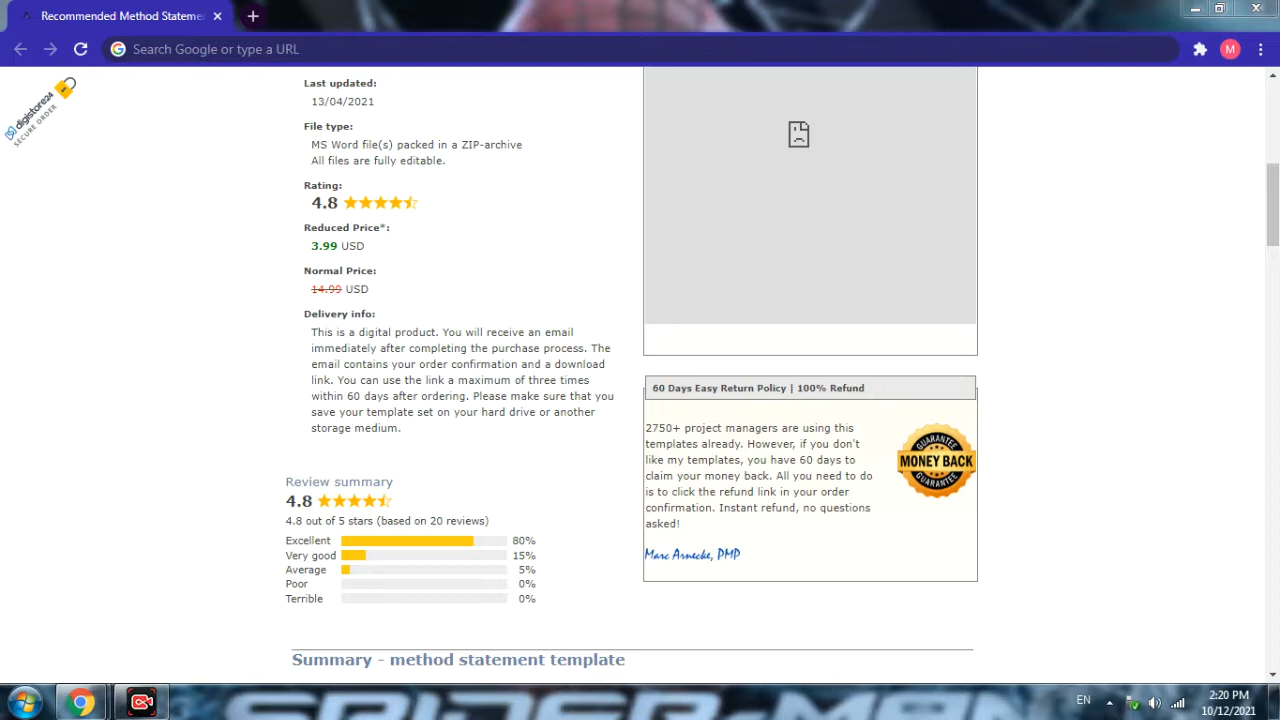 Recommended Method Stateme
Search Google or type a URL
M
digistore24
SECURE ORDER
Last updated:
13/04/2021
File type:
MS Word file(s) packed in a ZIP-archive
All files are fully editable.
Rating:
4.8
Reduced Price*:
3.99 USD
Normal Price:
14.99 USD
Delivery info:
This is a digital product. You will receive an email
immediately after completing the purchase process. The
email contains your order confirmation and a download
link. You can use the link a maximum of three times
within 60 days after ordering. Please make sure that you
save your template set on your hard drive or another
storage medium.
60 Days Easy Return Policy | 100% Refund
2750+ project managers are using this
templates already. However, if you don't
like my templates, you have 60 days to
claim your money back. All you need to do
is to click the refund link in your order
confirmation. Instant refund, no questions
asked!
Marc Arnecke, PMP
GUARANTEE
MONEY BACK
GUARANTEE
Review summary
4.8
4.8 out of 5 stars (based on 20 reviews)
Excellent 80%
Very good 15%
Average 5%
Poor 0%
Terrible 0%
Summary - method statement template
SPIDER-MAN
EN
2:20 PM
10/12/2021